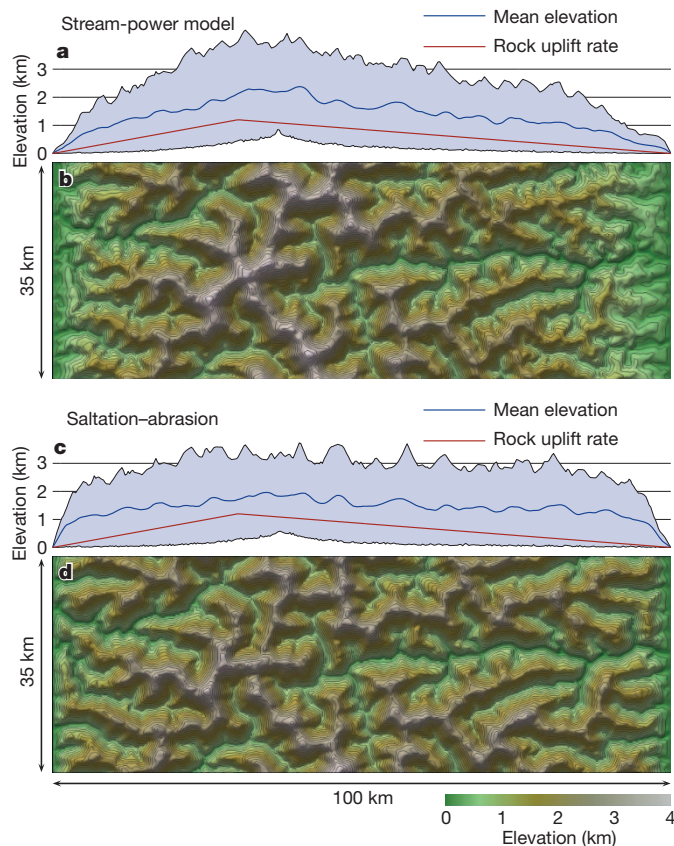 Stream-power model
Mean elevation
Rock uplift rate
a
Elevation (km)
3
2
1
0
b
35 km
Saltation–abrasion
Mean elevation
Rock uplift rate
c
Elevation (km)
3
2
1
0
d
35 km
100 km
0 1 2 3 4
Elevation (km)